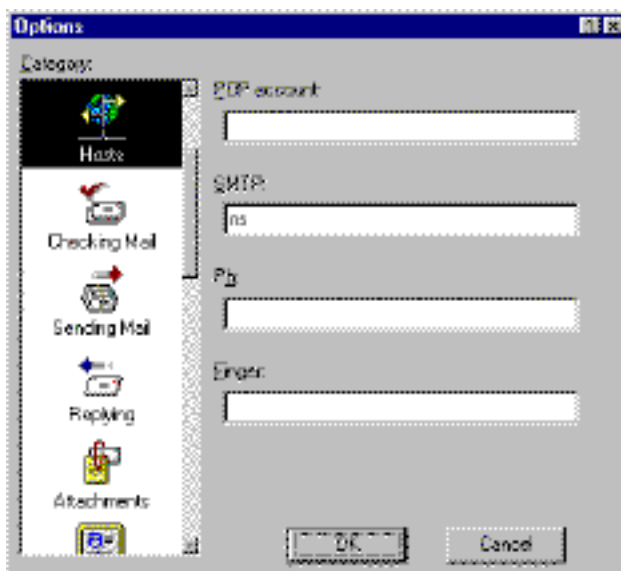 Options
Category:
Hosts
Checking Mail
Sending Mail
Replying
Attachments
POP account:
SMTP:
ns
Ph:
Finger:
OK
Cancel